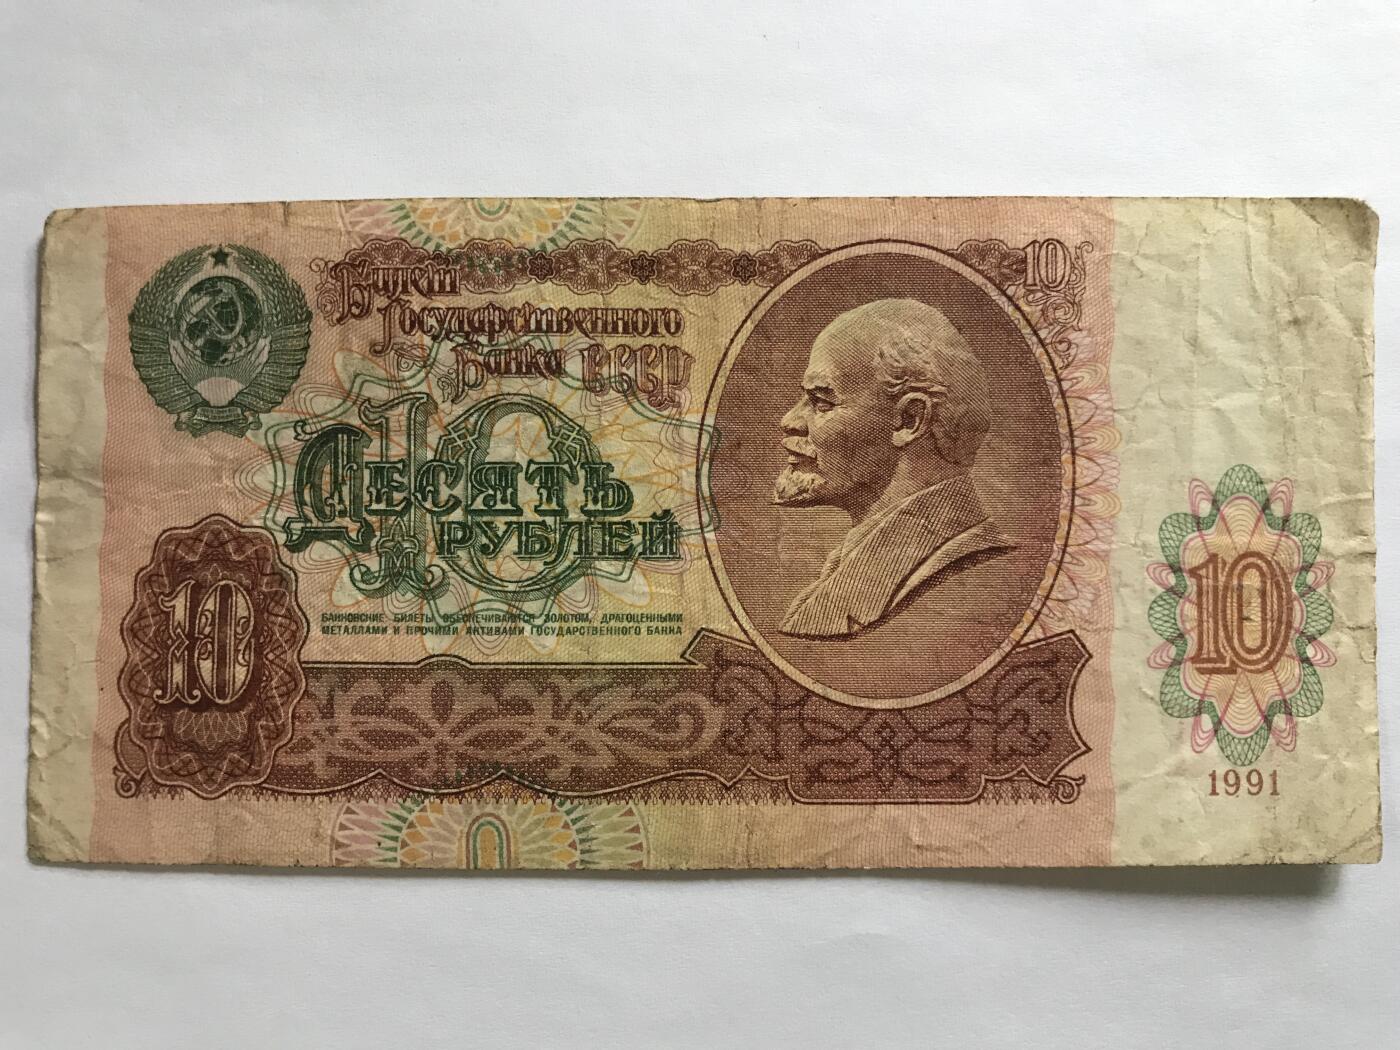 Билет
Государственного
Банка СССР
10
10
Десять
рублей
10
БАНКОВСКИЕ БИЛЕТЫ ОБЕСПЕЧИВАЮТСЯ ЗОЛОТОМ, ДРАГОЦЕННЫМИ
МЕТАЛЛАМИ И ПРОЧИМИ АКТИВАМИ ГОСУДАРСТВЕННОГО БАНКА
10
1991